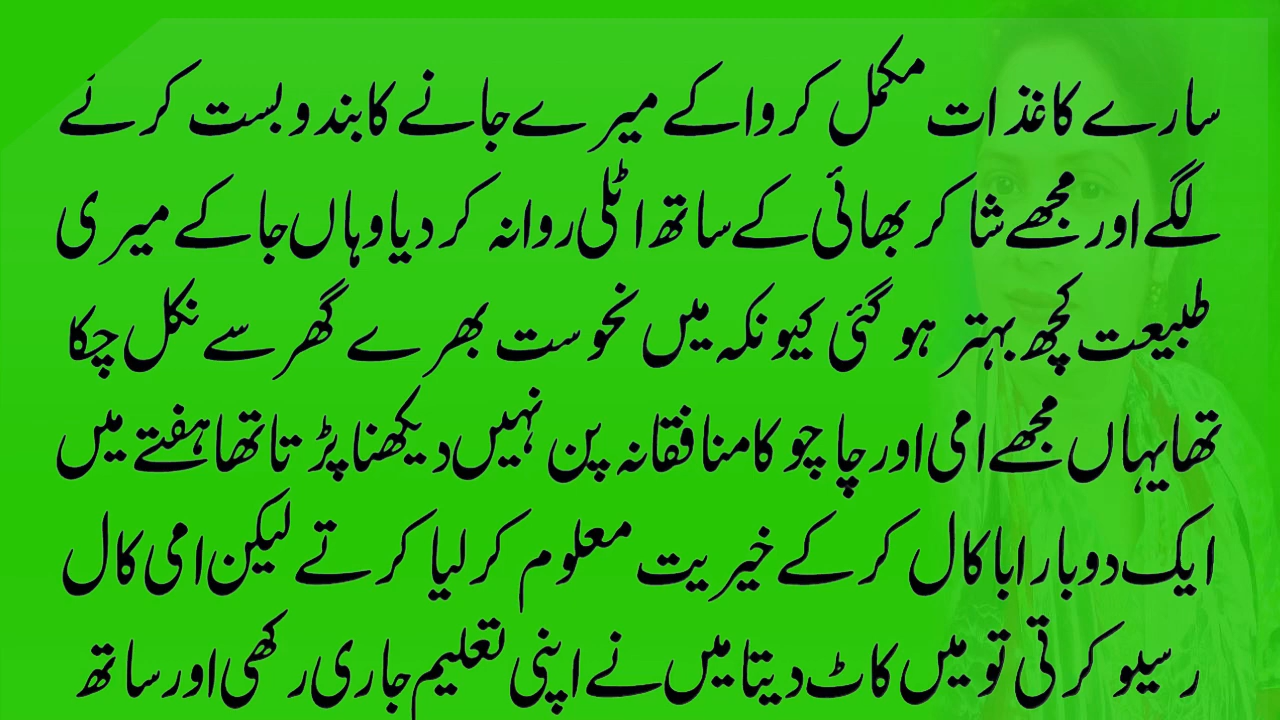 سارے کاغذات مکمل کروا کے میرے جانے کا بندوبست کرنے
لگے اور مجھے شاکر بھائی کے ساتھ اٹلی روانہ کر دیا وہاں جا کے میری
طبیعت کچھ بہتر ہو گئی کیونکہ میں نحوست بھرے گھر سے نکل چکا
تھا یہاں مجھے امی اور چاچو کا منافقانہ پن نہیں دیکھنا پڑتا تھا ہفتے میں
ایک دو بار ابا کال کر کے خیریت معلوم کر لیا کرتے لیکن امی کال
رسیو کرتی تو میں کاٹ دیتا میں نے اپنی تعلیم جاری رکھی اور ساتھ